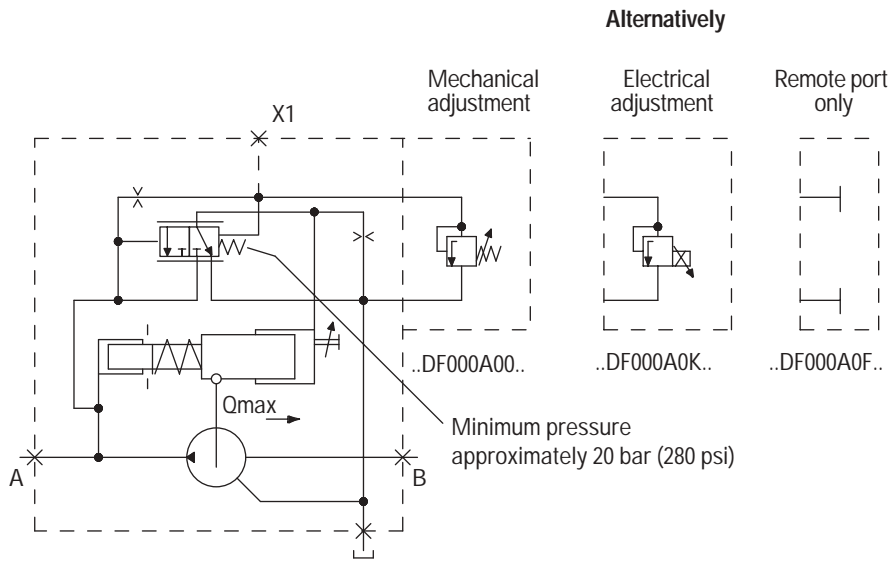 Alternatively
Mechanical
adjustment
Electrical
adjustment
Remote port
only
X1
..DF000A00..
..DF000A0K..
..DF000A0F..
Qmax
Minimum pressure
approximately 20 bar (280 psi)
A
B